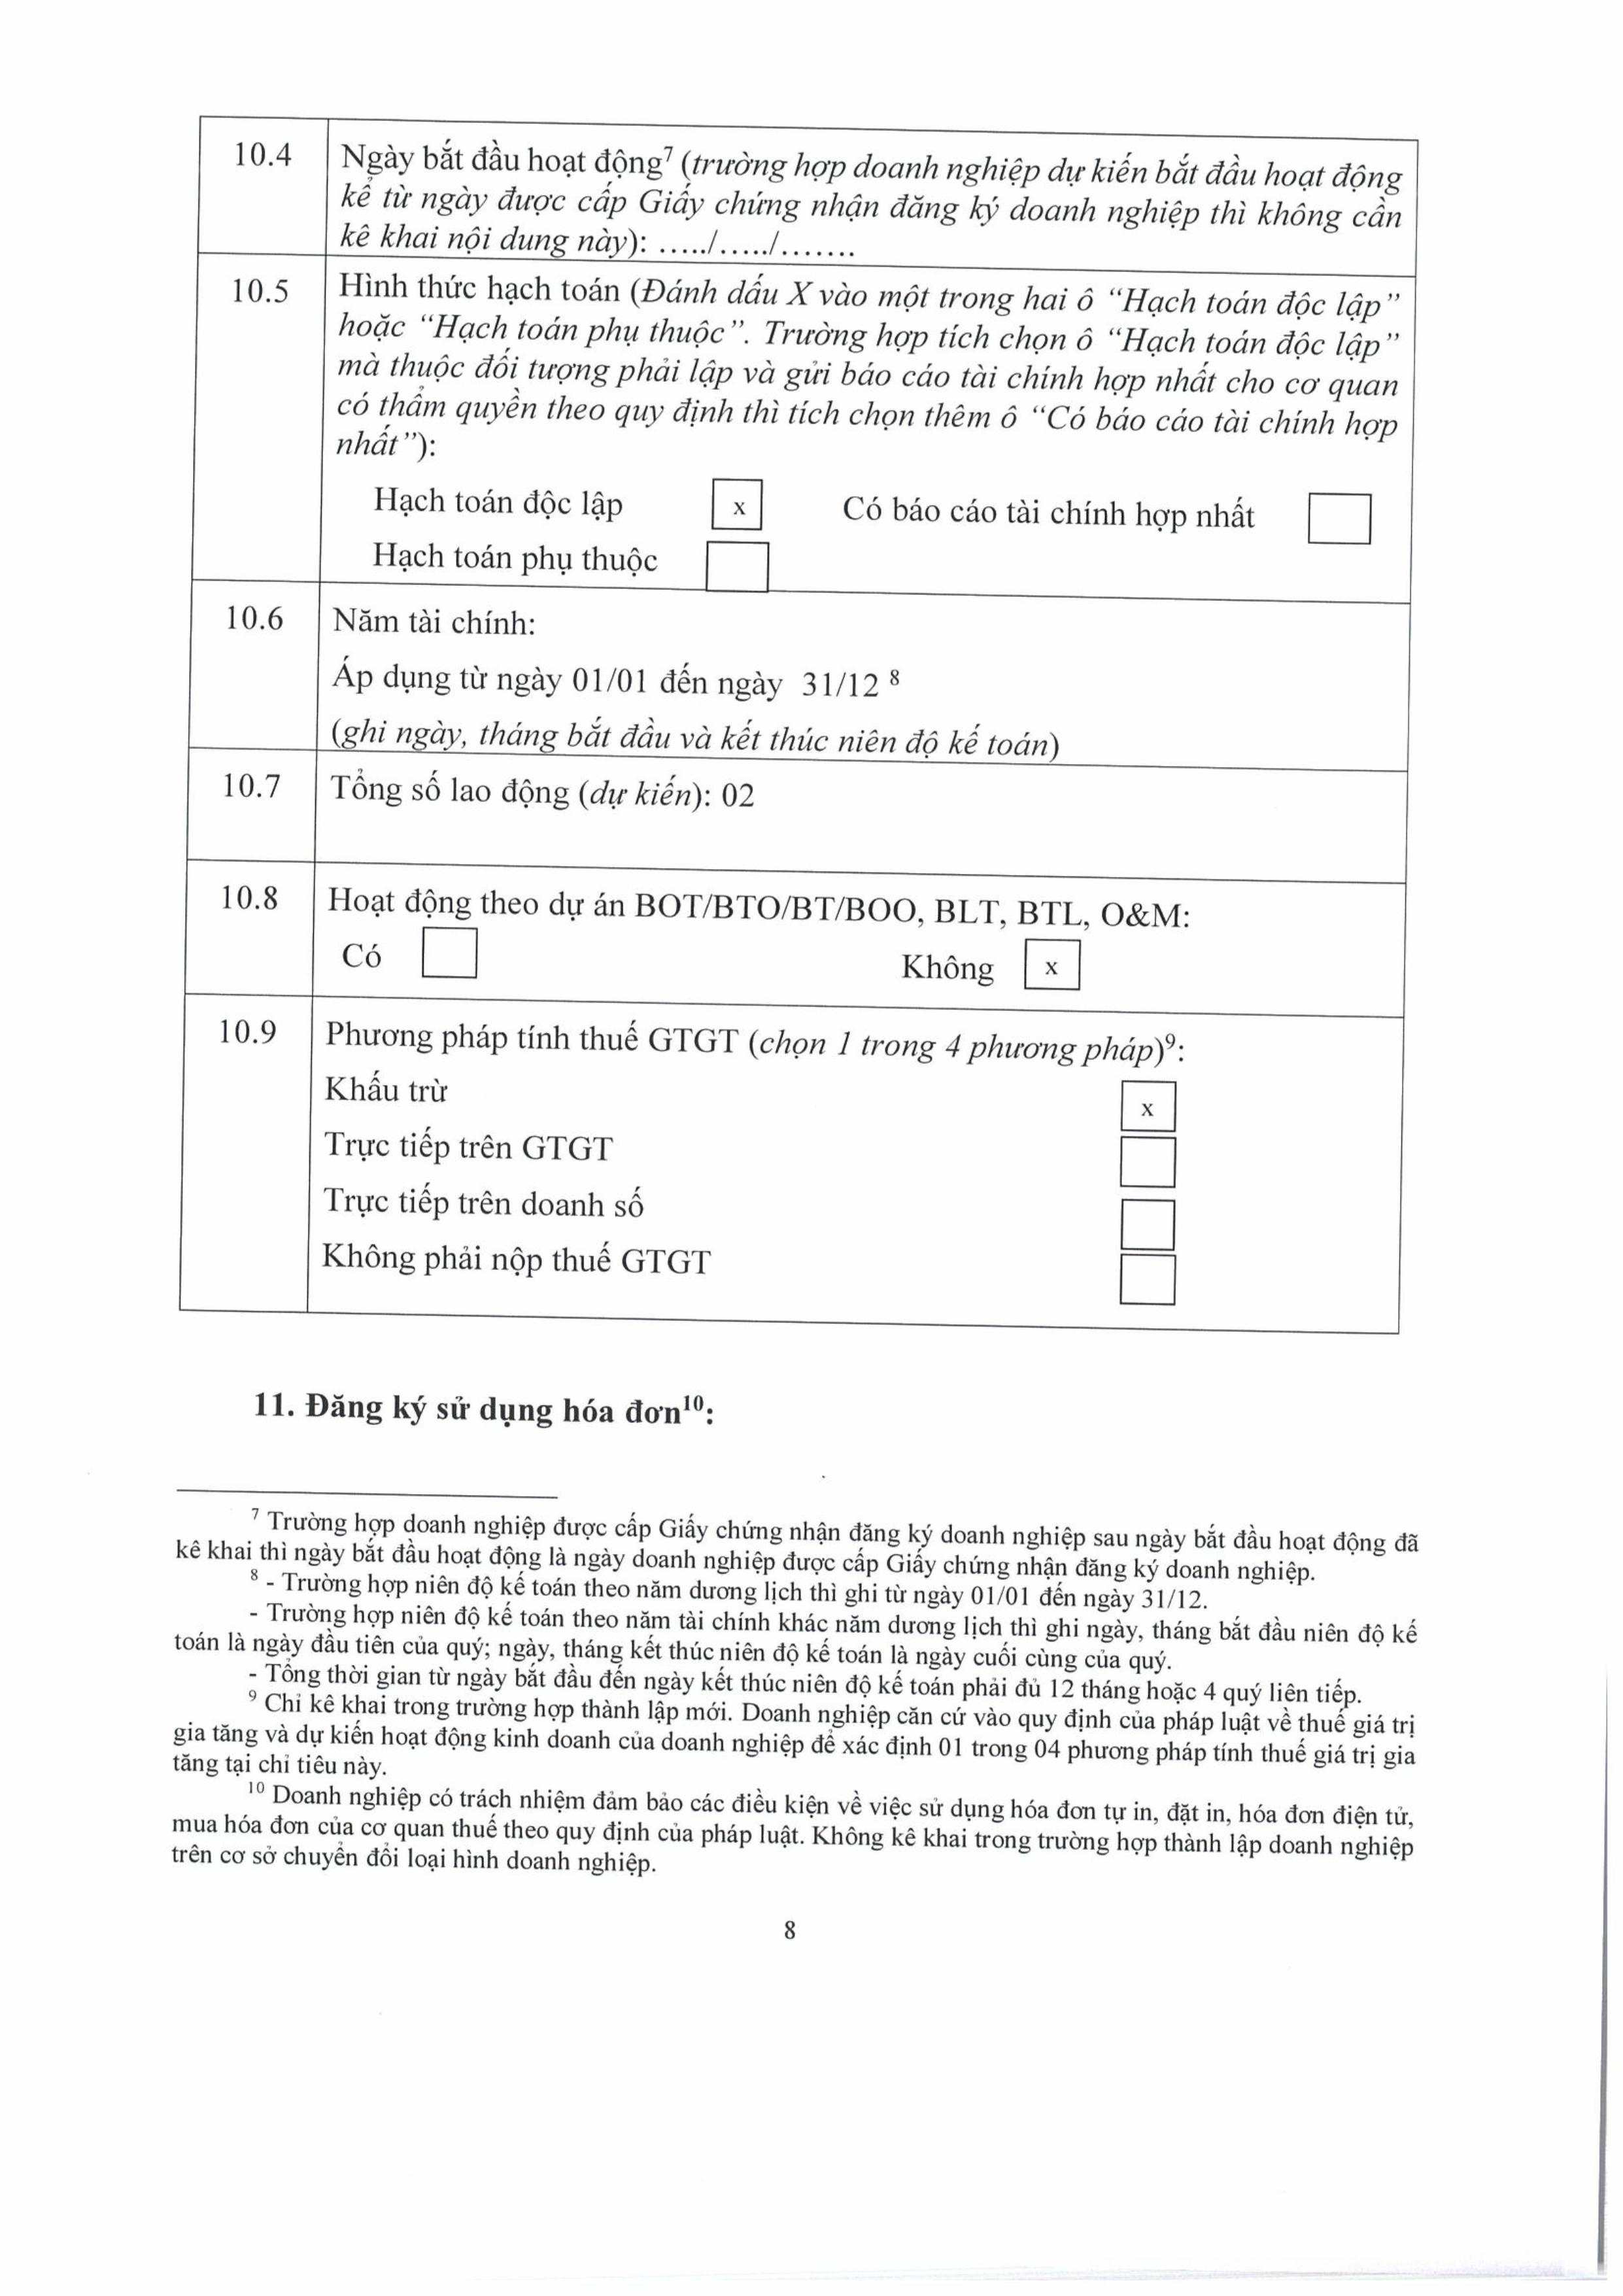 10.4 Ngày bắt đầu hoạt động⁷ (trường hợp doanh nghiệp dự kiến bắt đầu hoạt động
kể từ ngày được cấp Giấy chứng nhận đăng ký doanh nghiệp thì không cần
kê khai nội dung này): …../…../…….
10.5 Hình thức hạch toán (Đánh dấu X vào một trong hai ô “Hạch toán độc lập”
hoặc “Hạch toán phụ thuộc”. Trường hợp tích chọn ô “Hạch toán độc lập”
mà thuộc đối tượng phải lập và gửi báo cáo tài chính hợp nhất cho cơ quan
có thẩm quyền theo quy định thì tích chọn thêm ô “Có báo cáo tài chính hợp
nhất”):
Hạch toán độc lập x Có báo cáo tài chính hợp nhất
Hạch toán phụ thuộc
10.6 Năm tài chính:
Áp dụng từ ngày 01/01 đến ngày 31/12 ⁸
(ghi ngày, tháng bắt đầu và kết thúc niên độ kế toán)
10.7 Tổng số lao động (dự kiến): 02
10.8 Hoạt động theo dự án BOT/BTO/BT/BOO, BLT, BTL, O&M:
Có Không x
10.9 Phương pháp tính thuế GTGT (chọn 1 trong 4 phương pháp)⁹:
Khấu trừ x
Trực tiếp trên GTGT
Trực tiếp trên doanh số
Không phải nộp thuế GTGT
11. Đăng ký sử dụng hóa đơn¹⁰:
⁷ Trường hợp doanh nghiệp được cấp Giấy chứng nhận đăng ký doanh nghiệp sau ngày bắt đầu hoạt động đã
kê khai thì ngày bắt đầu hoạt động là ngày doanh nghiệp được cấp Giấy chứng nhận đăng ký doanh nghiệp.
⁸ - Trường hợp niên độ kế toán theo năm dương lịch thì ghi từ ngày 01/01 đến ngày 31/12.
- Trường hợp niên độ kế toán theo năm tài chính khác năm dương lịch thì ghi ngày, tháng bắt đầu niên độ kế
toán là ngày đầu tiên của quý; ngày, tháng kết thúc niên độ kế toán là ngày cuối cùng của quý.
- Tổng thời gian từ ngày bắt đầu đến ngày kết thúc niên độ kế toán phải đủ 12 tháng hoặc 4 quý liên tiếp.
⁹ Chỉ kê khai trong trường hợp thành lập mới. Doanh nghiệp căn cứ vào quy định của pháp luật về thuế giá trị
gia tăng và dự kiến hoạt động kinh doanh của doanh nghiệp để xác định 01 trong 04 phương pháp tính thuế giá trị gia
tăng tại chỉ tiêu này.
¹⁰ Doanh nghiệp có trách nhiệm đảm bảo các điều kiện về việc sử dụng hóa đơn tự in, đặt in, hóa đơn điện tử,
mua hóa đơn của cơ quan thuế theo quy định của pháp luật. Không kê khai trong trường hợp thành lập doanh nghiệp
trên cơ sở chuyển đổi loại hình doanh nghiệp.
8